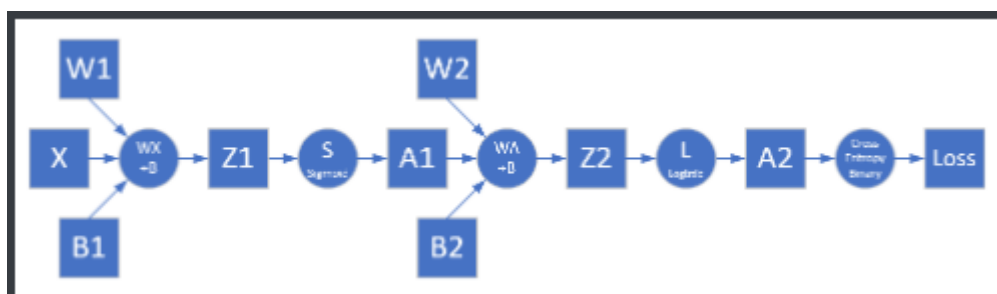 W1
W2
X
WX
+B
Z1
S
Sigmoid
A1
WA
+B
Z2
L
Logistic
A2
Cross
Entropy
Binary
Loss
B1
B2